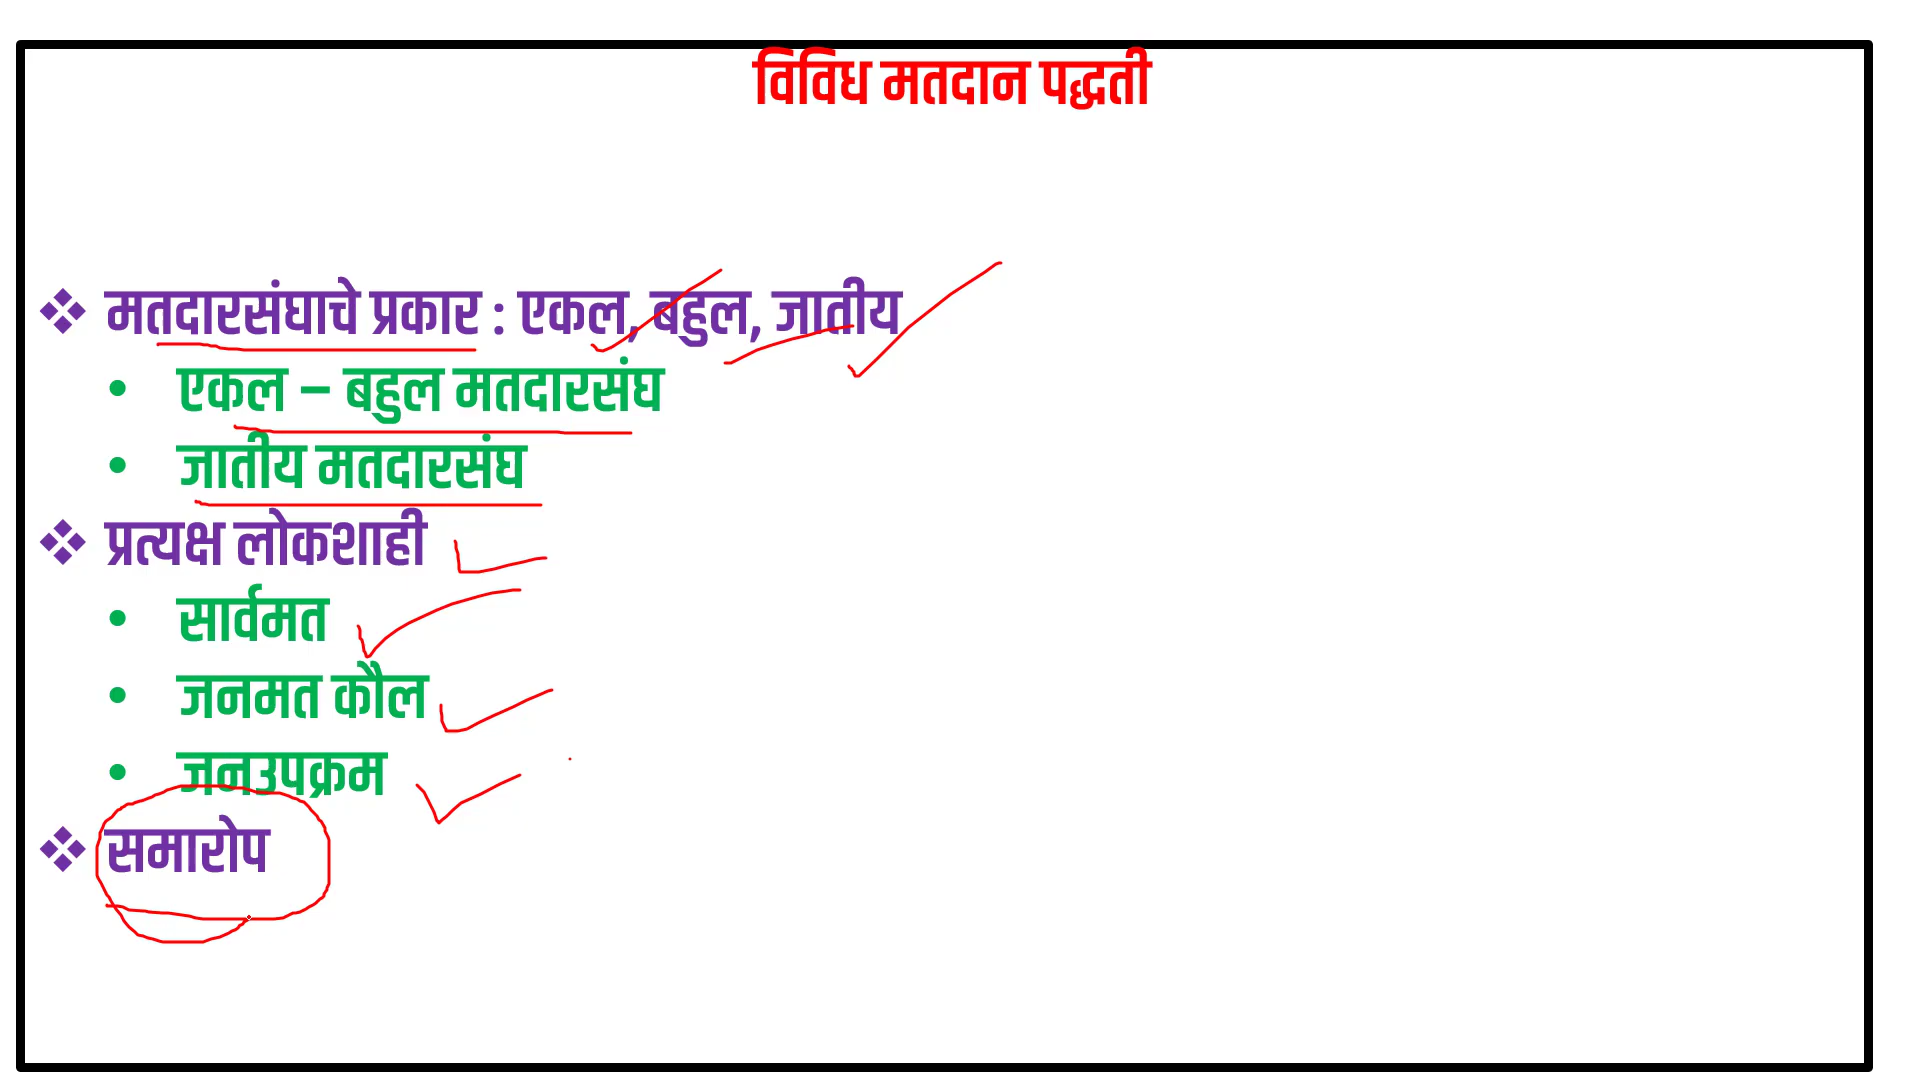 विविध मतदान पद्धती
❖ मतदारसंघाचे प्रकार : एकल, बहुल, जातीय
• एकल – बहुल मतदारसंघ
• जातीय मतदारसंघ
❖ प्रत्यक्ष लोकशाही
• सार्वमत
• जनमत कौल
• जनउपक्रम
❖ समारोप